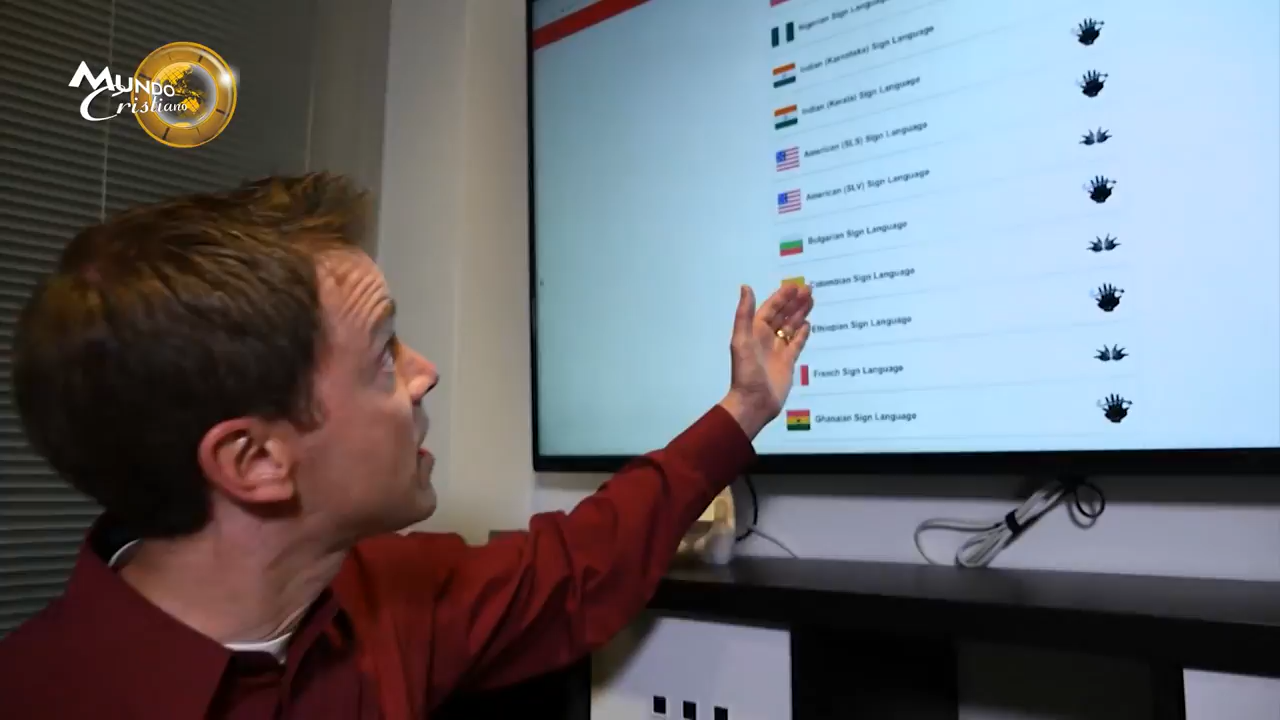 Mundo
Cristiano
Nigerian Sign Language
Indian (Karnataka) Sign Language
Indian (Kerala) Sign Language
American (SLS) Sign Language
American (SLV) Sign Language
Bulgarian Sign Language
Colombian Sign Language
Ethiopian Sign Language
French Sign Language
Ghanaian Sign Language